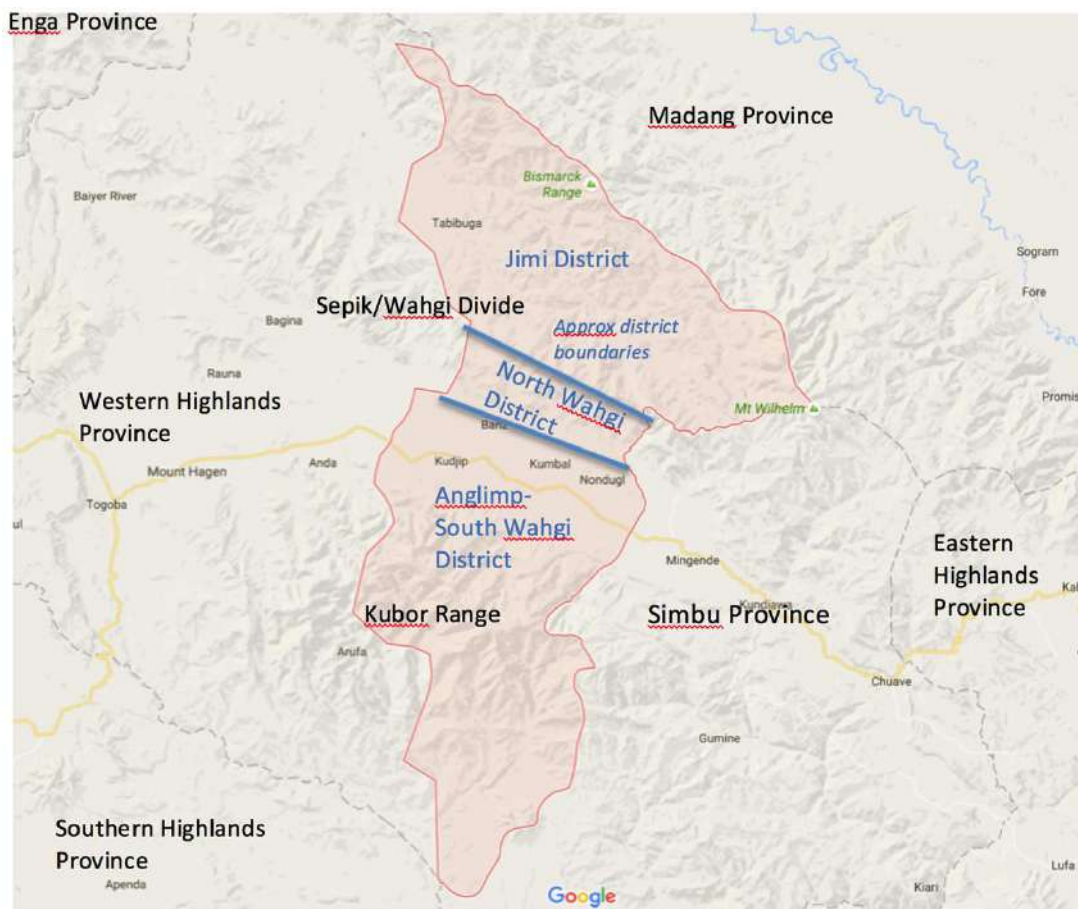 Enga Province
Madang Province
Bismarck
Range
Baiyer River
Tabibuga
Jimi District
Sogram
Fore
Sepik/Wahgi Divide
Bagina
Approx district
boundaries
Rauna
North Wahgi
District
Western Highlands
Province
Mt Wilhelm
Promis
Banz
Mount Hagen
Anda
Kudjip
Kumbal
Nondugl
Togoba
ul
Anglimp-
South Wahgi
District
Mingende
Eastern
Highlands
Province
Kal
Kubor Range
Simbu Province
Kundiawa
Arufa
Chuave
Gumine
Southern Highlands
Province
Apenda
Google
Kiari
Lufa